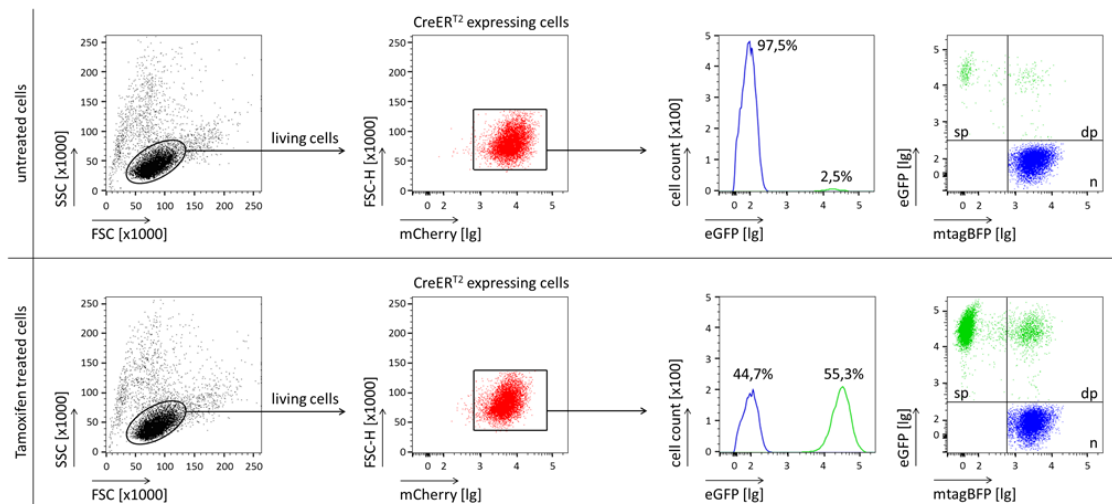 CreER^T2 expressing cells
untreated cells
SSC [x1000]
250
200
150
100
50
0
0 50 100 150 200 250
FSC [x1000]
living cells
FSC-H [x1000]
250
200
150
100
50
0
0 2 3 4 5
mCherry [lg]
cell count [x100]
5
4
3
2
1
0
97,5%
2,5%
0 2 3 4 5
eGFP [lg]
eGFP [lg]
5
4
3
2
0
sp
dp
n
0 2 3 4 5
mtagBFP [lg]
CreER^T2 expressing cells
Tamoxifen treated cells
SSC [x1000]
250
200
150
100
50
0
0 50 100 150 200 250
FSC [x1000]
living cells
FSC-H [x1000]
250
200
150
100
50
0
0 2 3 4 5
mCherry [lg]
cell count [x100]
5
4
3
2
1
0
44,7%
55,3%
0 2 3 4 5
eGFP [lg]
eGFP [lg]
5
4
3
2
0
sp
dp
n
0 2 3 4 5
mtagBFP [lg]